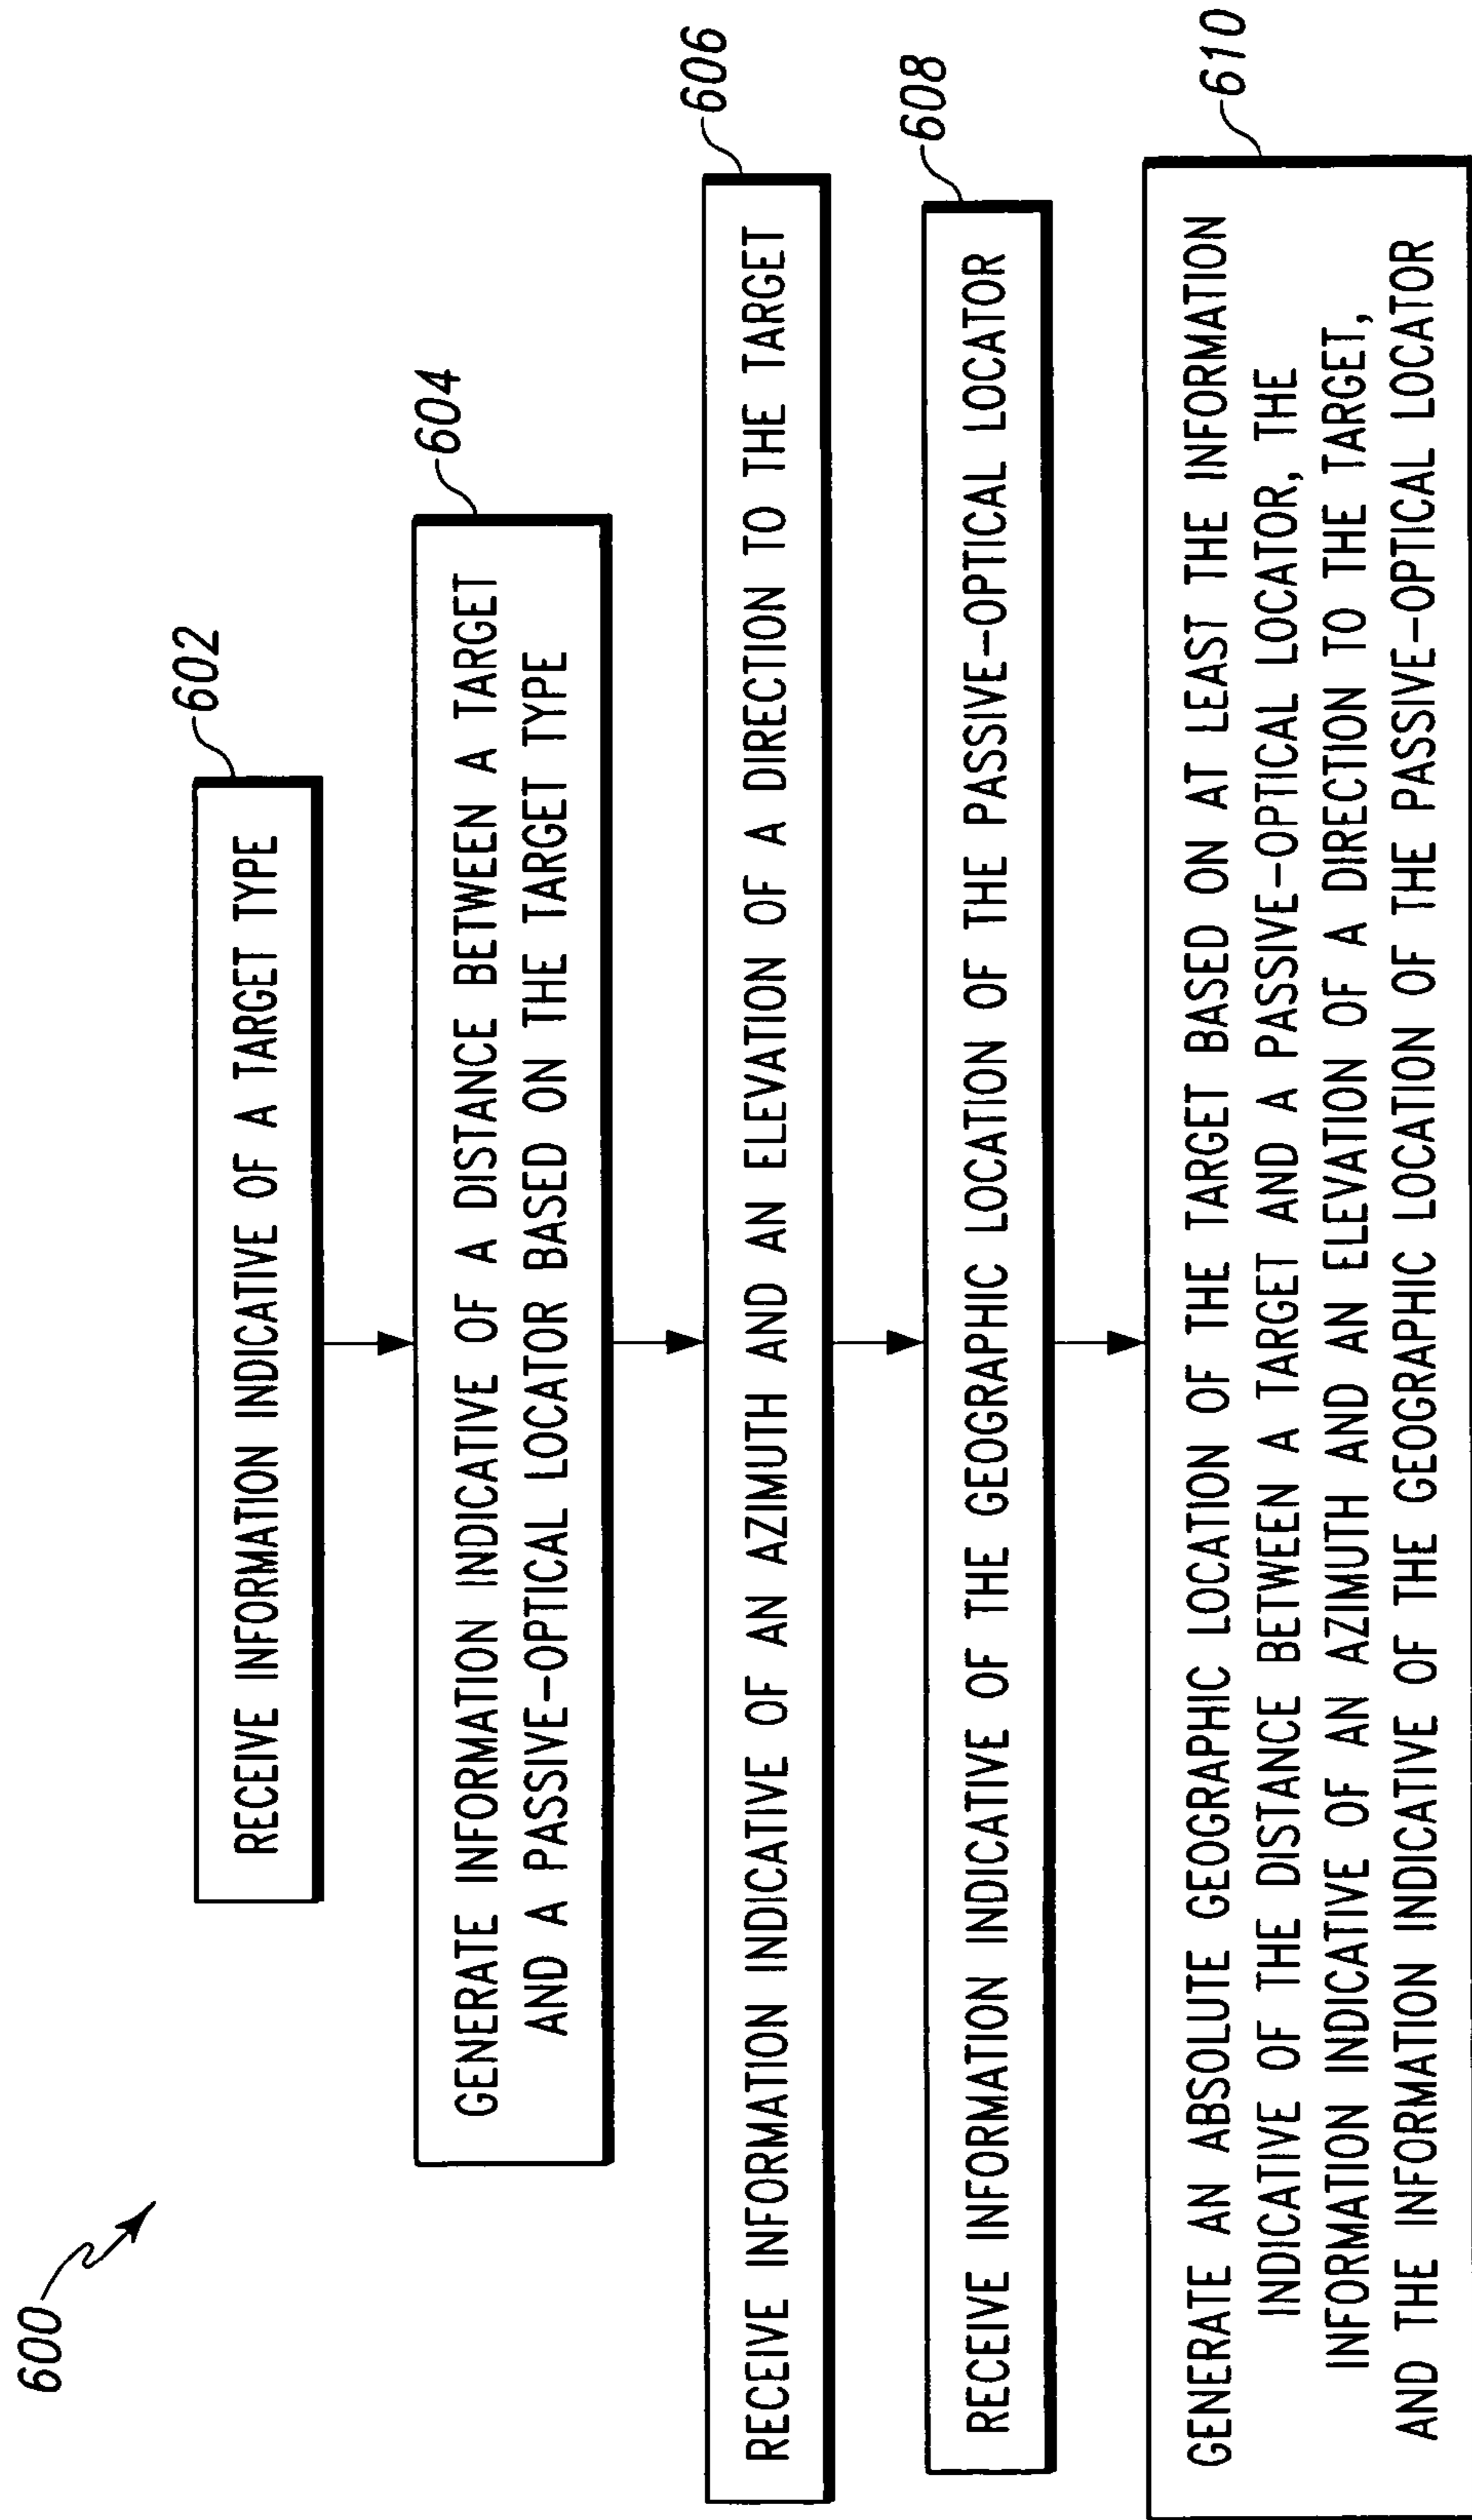 600
602
RECEIVE INFORMATION INDICATIVE OF A TARGET TYPE
604
GENERATE INFORMATION INDICATIVE OF A DISTANCE BETWEEN A TARGET
AND A PASSIVE-OPTICAL LOCATOR BASED ON THE TARGET TYPE
606
RECEIVE INFORMATION INDICATIVE OF AN AZIMUTH AND AN ELEVATION OF A DIRECTION TO THE TARGET
608
RECEIVE INFORMATION INDICATIVE OF THE GEOGRAPHIC LOCATION OF THE PASSIVE-OPTICAL LOCATOR
610
GENERATE AN ABSOLUTE GEOGRAPHIC LOCATION OF THE TARGET BASED ON AT LEAST THE INFORMATION
INDICATIVE OF THE DISTANCE BETWEEN A TARGET AND A PASSIVE-OPTICAL LOCATOR, THE
INFORMATION INDICATIVE OF AN AZIMUTH AND AN ELEVATION OF A DIRECTION TO THE TARGET,
AND THE INFORMATION INDICATIVE OF THE GEOGRAPHIC LOCATION OF THE PASSIVE-OPTICAL LOCATOR